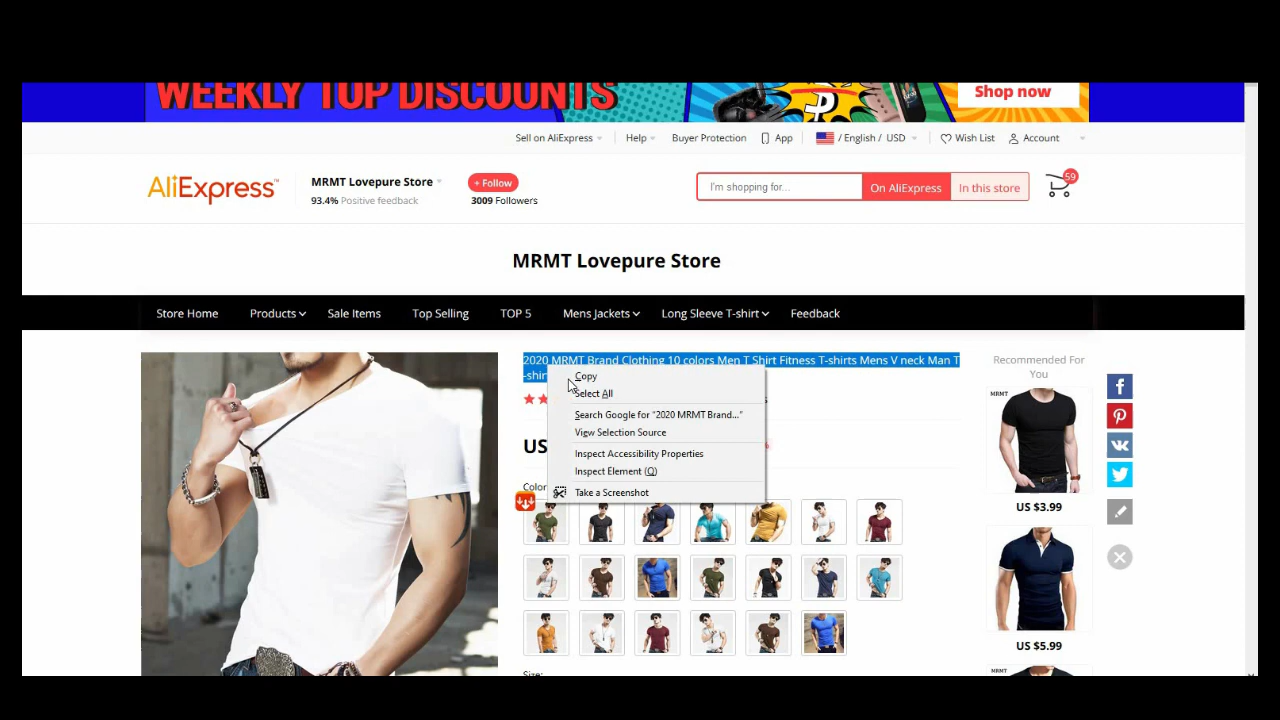 WEEKLY TOP DISCOUNTS
Shop now
Sell on AliExpress
Help
Buyer Protection
App
/ English / USD
Wish List
Account
AliExpress™
MRMT Lovepure Store
93.4% Positive feedback
+ Follow
3009 Followers
I'm shopping for...
On AliExpress
In this store
59
MRMT Lovepure Store
Store Home
Products
Sale Items
Top Selling
TOP 5
Mens Jackets
Long Sleeve T-shirt
Feedback
2020 MRMT Brand Clothing 10 colors Men T Shirt Fitness T-shirts Mens V neck Man T
-shir
Copy
Select All
Search Google for “2020 MRMT Brand...”
View Selection Source
Inspect Accessibility Properties
Inspect Element (Q)
Take a Screenshot
US
Color
Size:
Recommended For
You
MRMT
US $3.99
US $5.99
MRMT